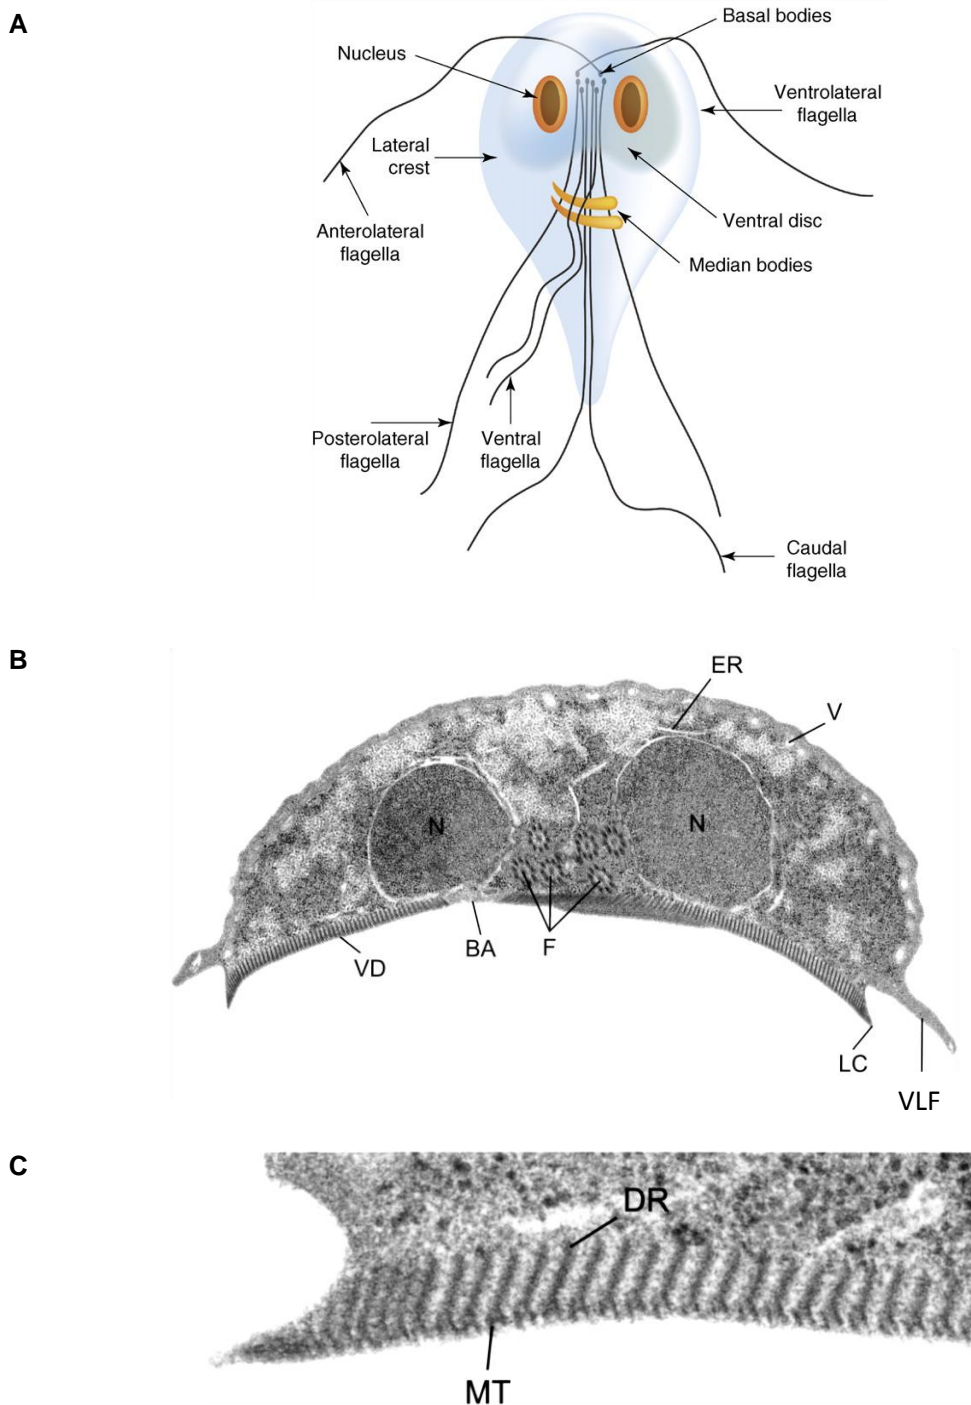 A
Basal bodies
Nucleus
Ventrolateral
flagella
Lateral
crest
Ventral disc
Anterolateral
flagella
Median bodies
Posterolateral
flagella
Ventral
flagella
Caudal
flagella
B
ER
V
N
N
VD
BA
F
LC
VLF
C
DR
MT